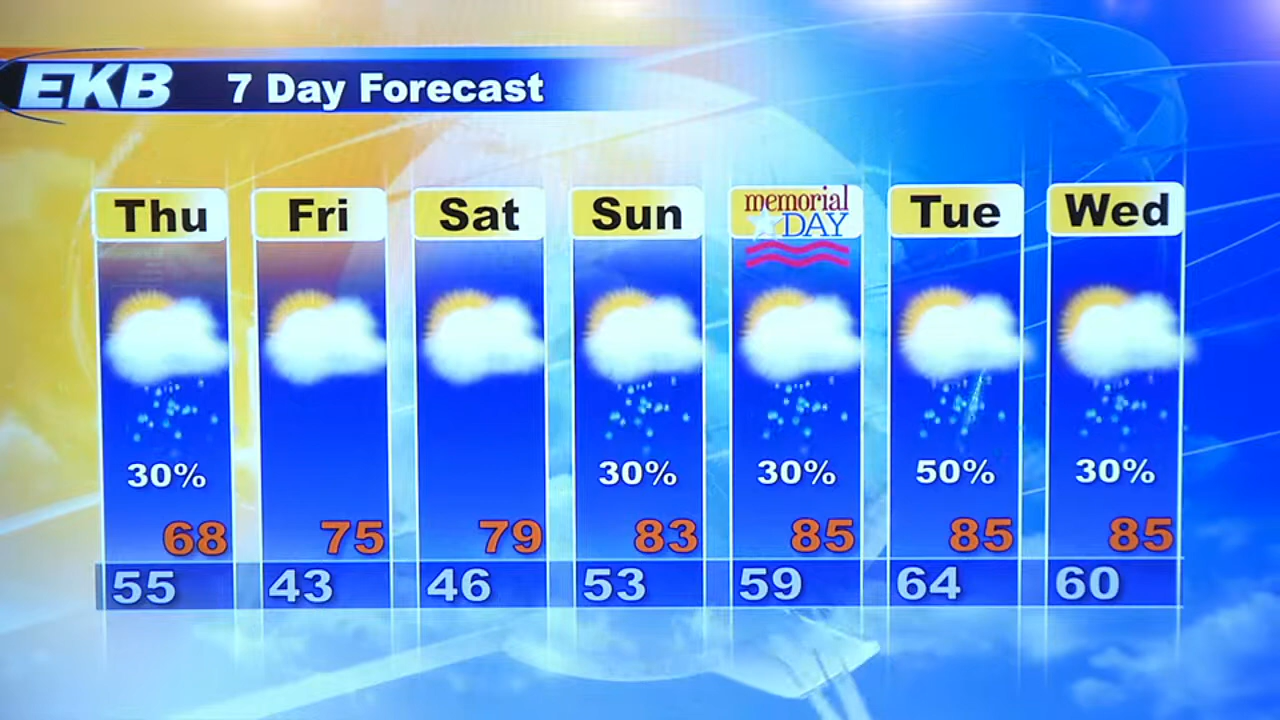 EKB 7 Day Forecast
Thu Fri Sat Sun memorial DAY Tue Wed
30% 30% 30% 50% 30%
68 75 79 83 85 85 85
55 43 46 53 59 64 60